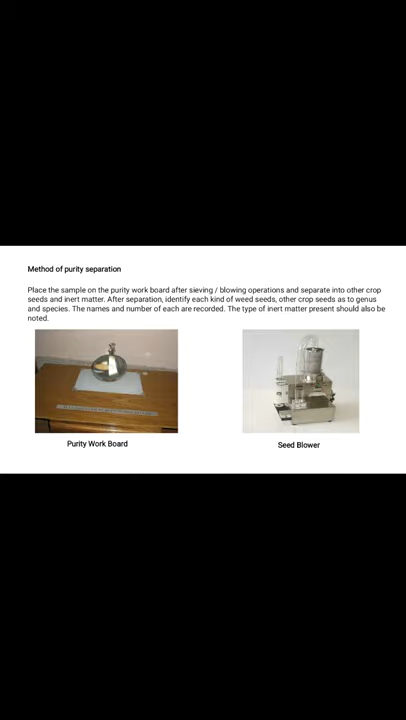 Method of purity separation
Place the sample on the purity work board after sieving / blowing operations and separate into other crop
seeds and inert matter. After separation, identify each kind of weed seeds, other crop seeds as to genus
and species. The names and number of each are recorded. The type of inert matter present should also be
noted.
Purity Work Board
Seed Blower